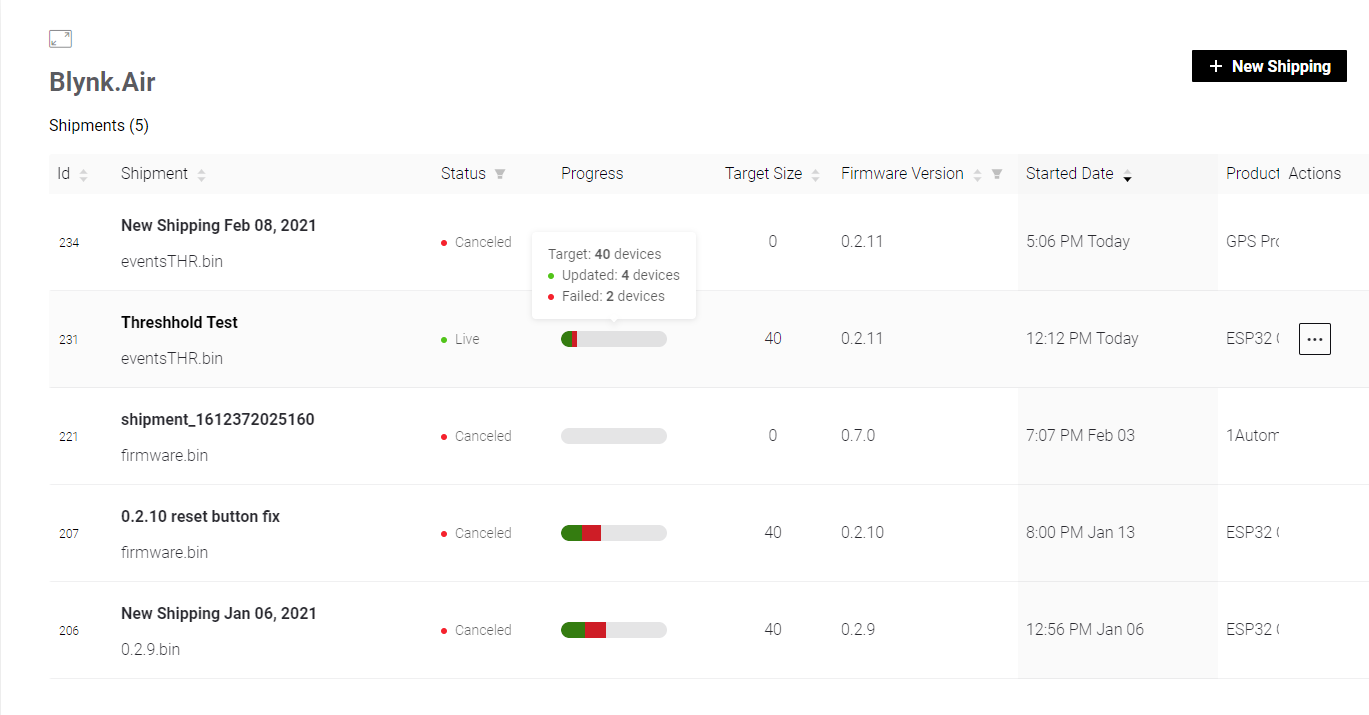 Blynk.Air
+ New Shipping
Shipments (5)
Id Shipment Status Progress Target Size Firmware Version Started Date Product Actions
234 New Shipping Feb 08, 2021 Canceled 0 0.2.11 5:06 PM Today GPS Pro
eventsTHR.bin
Target: 40 devices
Updated: 4 devices
Failed: 2 devices
231 Threshhold Test Live 40 0.2.11 12:12 PM Today ESP32
eventsTHR.bin
221 shipment_1612372025160 Canceled 0 0.7.0 7:07 PM Feb 03 1Autom
firmware.bin
207 0.2.10 reset button fix Canceled 40 0.2.10 8:00 PM Jan 13 ESP32
firmware.bin
206 New Shipping Jan 06, 2021 Canceled 40 0.2.9 12:56 PM Jan 06 ESP32
0.2.9.bin